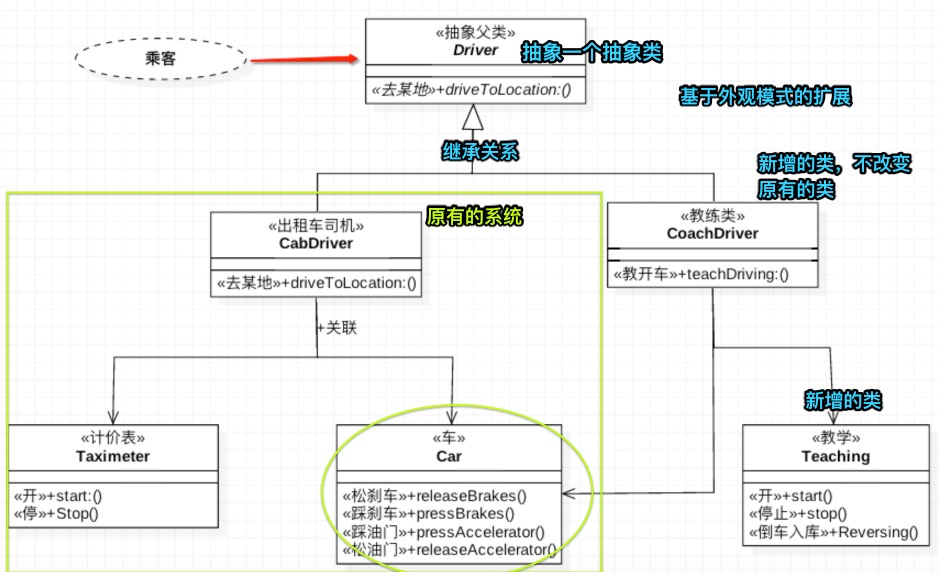 «抽象父类»
Driver
抽象一个抽象类
乘客
«去某地»+driveToLocation:()
基于外观模式的扩展
继承关系
新增的类，不改变
原有的类
«出租车司机»
CabDriver
原有的系统
«教练类»
CoachDriver
«去某地»+driveToLocation:()
«教开车»+teachDriving:()
+关联
新增的类
«计价表»
Taximeter
«车»
Car
«教学»
Teaching
«开»+start:()
«停»+Stop()
«松刹车»+releaseBrakes()
«踩刹车»+pressBrakes()
«踩油门»+pressAccelerator()
«松油门»+releaseAccelerator()
«开»+start()
«停止»+stop()
«倒车入库»+Reversing()